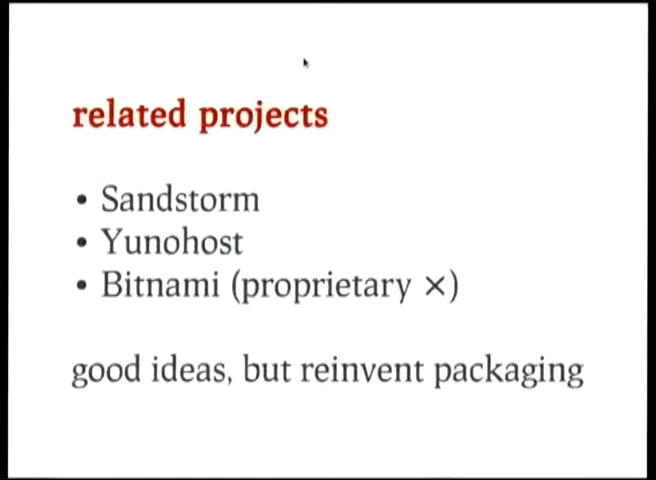 related projects
• Sandstorm
• Yunohost
• Bitnami (proprietary ×)
good ideas, but reinvent packaging